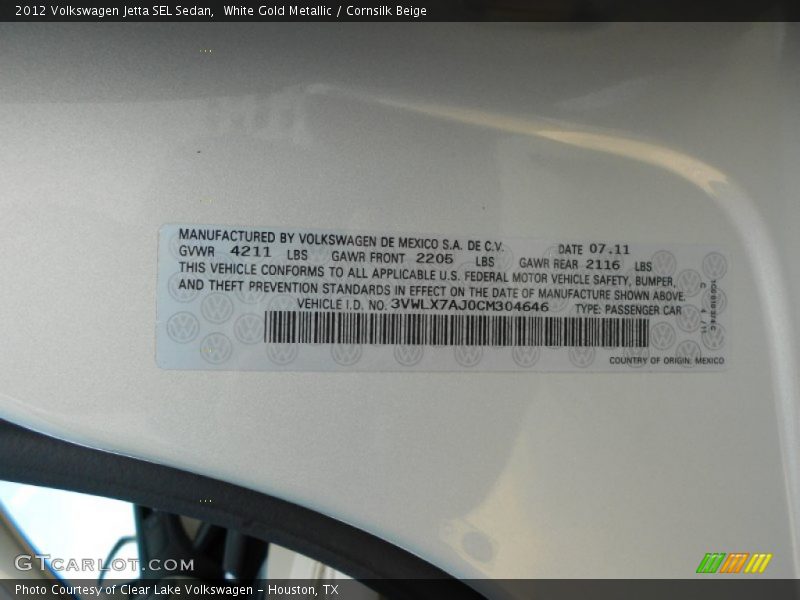 2012 Volkswagen Jetta SEL Sedan,  White Gold Metallic / Cornsilk Beige
MANUFACTURED BY VOLKSWAGEN DE MEXICO S.A. DE C.V. DATE 07.11
GVWR 4211 LBS GAWR FRONT 2205 LBS GAWR REAR 2116 LBS
THIS VEHICLE CONFORMS TO ALL APPLICABLE U.S. FEDERAL MOTOR VEHICLE SAFETY, BUMPER,
AND THEFT PREVENTION STANDARDS IN EFFECT ON THE DATE OF MANUFACTURE SHOWN ABOVE.
VEHICLE I.D. NO. 3VWLX7AJ0CM304646 TYPE: PASSENGER CAR
COUNTRY OF ORIGIN: MEXICO
GTcarlot.com
Photo Courtesy of Clear Lake Volkswagen – Houston, TX